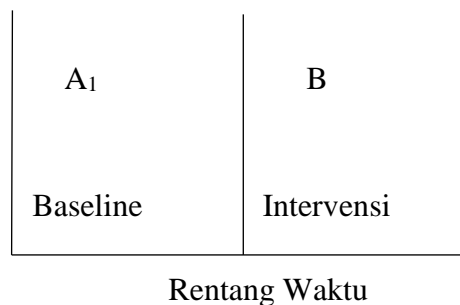 A₁ B
Baseline Intervensi
Rentang Waktu